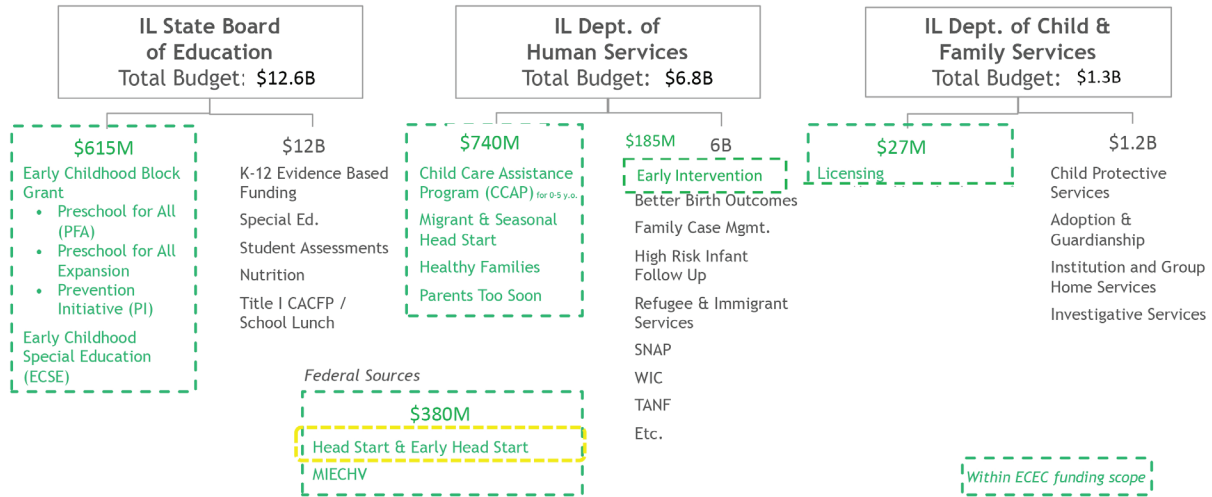 IL State Board
of Education
Total Budget: $12.6B
$615M
Early Childhood Block
Grant
• Preschool for All
(PFA)
• Preschool for All
Expansion
• Prevention
Initiative (PI)
Early Childhood
Special Education
(ECSE)
$12B
K-12 Evidence Based
Funding
Special Ed.
Student Assessments
Nutrition
Title I CACFP /
School Lunch
IL Dept. of
Human Services
Total Budget: $6.8B
$740M
Child Care Assistance
Program (CCAP) for 0-5 y.o.
Migrant & Seasonal
Head Start
Healthy Families
Parents Too Soon
$185M
Early Intervention
6B
Better Birth Outcomes
Family Case Mgmt.
High Risk Infant
Follow Up
Refugee & Immigrant
Services
SNAP
WIC
TANF
Etc.
IL Dept. of Child &
Family Services
Total Budget: $1.3B
$27M
Licensing
$1.2B
Child Protective
Services
Adoption &
Guardianship
Institution and Group
Home Services
Investigative Services
Federal Sources
$380M
Head Start & Early Head Start
MIECHV
Within ECEC funding scope